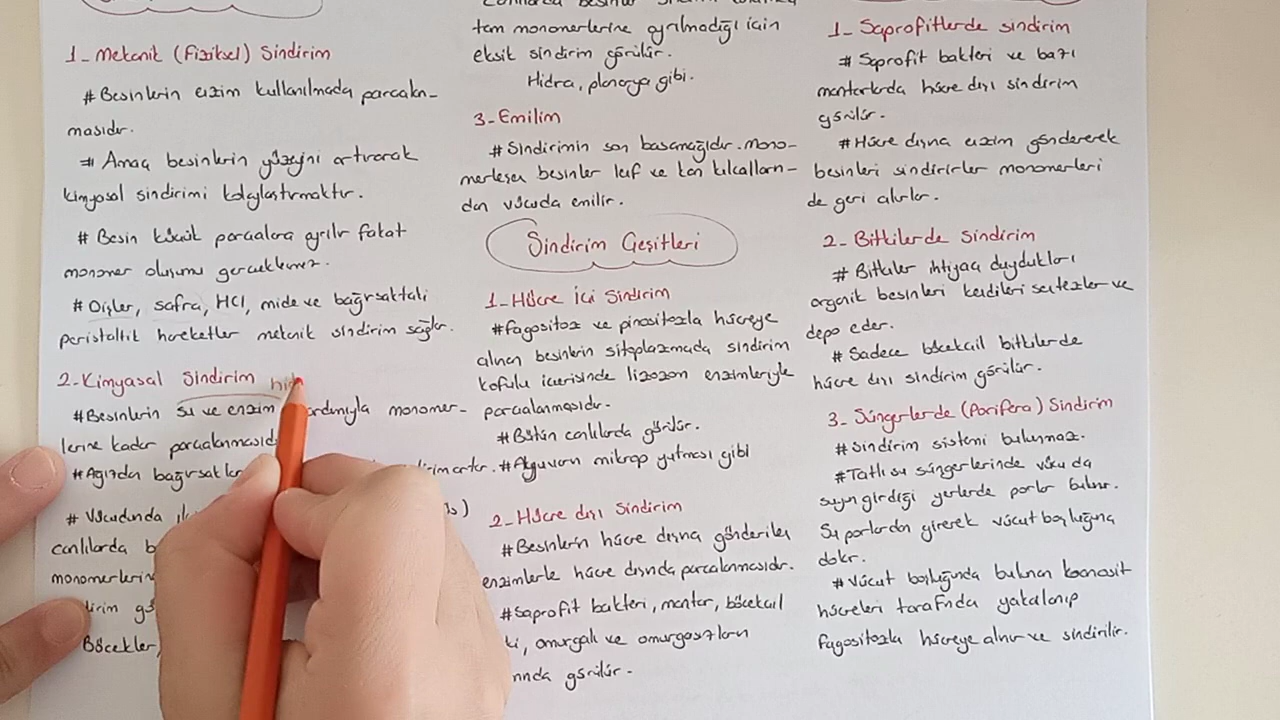 1- Mekanik (Fiziksel) Sindirim
# Besinlerin enzim kullanılmada parçalan-
masıdır.
# Amaç besinlerin yüzeyini artırarak
kimyasal sindirimi kolaylaştırmaktır.
# Besin küçük parçalara ayrılır fakat
monomer oluşumu gerçekleşmez.
# Dişler, safra, HCl, mide ve bağırsaktaki
peristaltik hareketler mekanik sindirim sağlar.
2-Kimyasal Sindirim hid
# Besinlerin su ve enzim yardımıyla monomer-
lerine kadar parçalanması
# Ağızda bağırsak
# Vücudunda
canlılarda
monomerlerine
Böcekler,
tam monomerlerine ayrılmadığı için
eksik sindirim görülür.
Hidra, planarya gibi.
3-Emilim
# Sindirimin son basamağıdır. Mono-
merleşen besinler lenf ve kan kılcalların-
dan vücuda emilir.
Sindirim Çeşitleri
1-Hücre İçi Sindirim
# Fagositoz ve pinositozla hücreye
alınan besinlerin sitoplazmada sindirim
kofulu içerisinde lizozom enzimleriyle
parçalanmasıdır.
# Bütün canlılarda görülür.
# Akyuvarın mikrop yutması gibi
2-Hücre dışı Sindirim
# Besinlerin hücre dışına gönderilen
enzimlerle hücre dışında parçalanmasıdır.
# Saprofit bakteri, mantar, böcekçil
omurgalı ve omurgasızların
görülür.
1- Saprofitlerde sindirim
# Saprofit bakteri ve bazı
mantarlarda hücre dışı sindirim
görülür.
# Hücre dışına enzim göndererek
besinleri sindirirler monomerleri
de geri alırlar.
2- Bitkilerde Sindirim
# Bitkiler ihtiyaç duydukları
organik besinleri kendileri sentezler ve
depo eder.
# Sadece böcekçil bitkilerde
hücre dışı sindirim görülür.
3. Süngerlerde (Porifera) Sindirim
# Sindirim sistemi bulunmaz.
# Tatlı su süngerlerinde vücuda
suyun girdiği yerlerde porlar bulunur.
Su porlardan girerek vücut boşluğuna
dolar.
# Vücut boşluğunda bulunan koanosit
hücreleri tarafında yakalanıp
fagositozla hücreye alınır ve sindirilir.